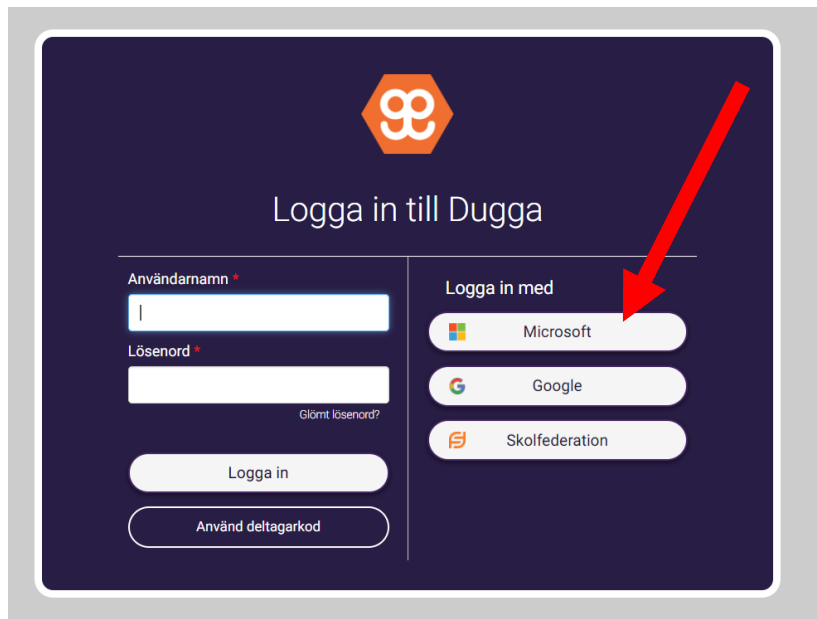 Logga in till Dugga
Användarnamn *
Lösenord *
Glömt lösenord?
Logga in
Använd deltagarkod
Logga in med
Microsoft
Google
Skolfederation